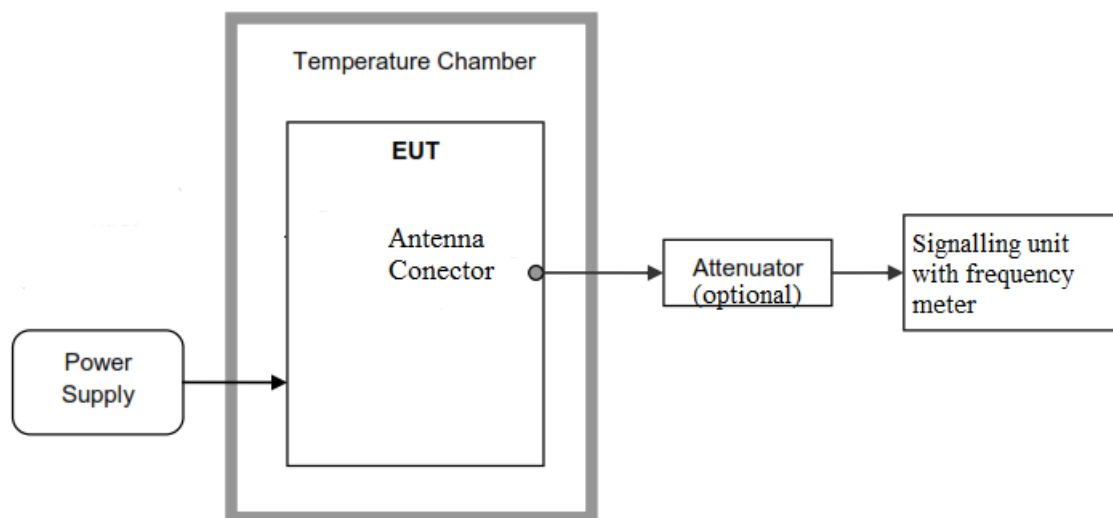 Temperature Chamber
EUT
Antenna
Conector
Attenuator
(optional)
Signalling unit
with frequency
meter
Power
Supply